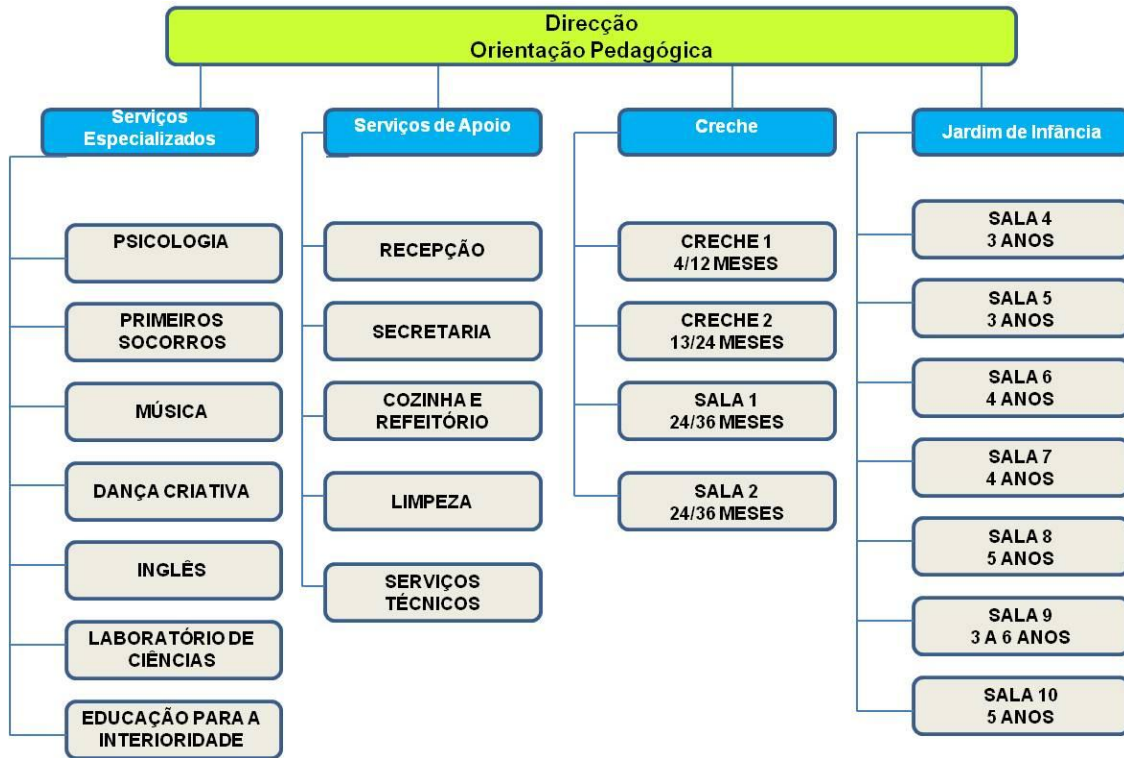 Direcção
Orientação Pedagógica
Serviços
Especializados
PSICOLOGIA
PRIMEIROS
SOCORROS
MÚSICA
DANÇA CRIATIVA
INGLÊS
LABORATÓRIO DE
CIÊNCIAS
EDUCAÇÃO PARA A
INTERIORIDADE
Serviços de Apoio
RECEPÇÃO
SECRETARIA
COZINHA E
REFEITÓRIO
LIMPEZA
SERVIÇOS
TÉCNICOS
Creche
CRECHE 1
4/12 MESES
CRECHE 2
13/24 MESES
SALA 1
24/36 MESES
SALA 2
24/36 MESES
Jardim de Infância
SALA 4
3 ANOS
SALA 5
3 ANOS
SALA 6
4 ANOS
SALA 7
4 ANOS
SALA 8
5 ANOS
SALA 9
3 A 6 ANOS
SALA 10
5 ANOS